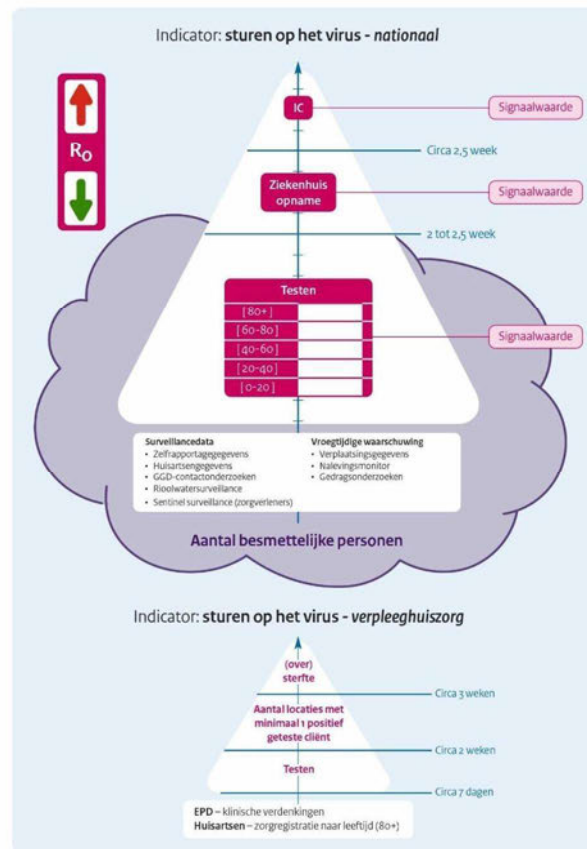 Indicator: sturen op het virus - nationaal
R0
IC
Signaalwaarde
Circa 2,5 week
Ziekenhuis
opname
Signaalwaarde
2 tot 2,5 week
Testen
[80+]
[60-80]
[40-60]
[20-40]
[0-20]
Signaalwaarde
Surveillancedata
• Zelfrapportagegegevens
• Huisartsengegevens
• GGD-contactonderzoeken
• Rioolwatersurveillance
• Sentinel surveillance (zorgverleners)
Vroegtijdige waarschuwing
• Verplaatsingsgegevens
• Nalevingsmonitor
• Gedragsonderzoeken
Aantal besmettelijke personen
Indicator: sturen op het virus - verpleeghuiszorg
(over)
sterfte
Circa 3 weken
Aantal locaties met
minimaal 1 positief
geteste cliënt
Circa 2 weken
Testen
Circa 7 dagen
EPD – klinische verdenkingen
Huisartsen – zorgregistratie naar leeftijd (80+)